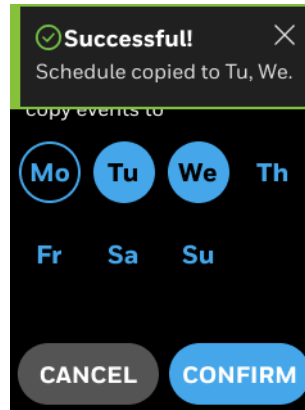 Successful!
Schedule copied to Tu, We.
copy events to
Mo Tu We Th
Fr Sa Su
CANCEL CONFIRM